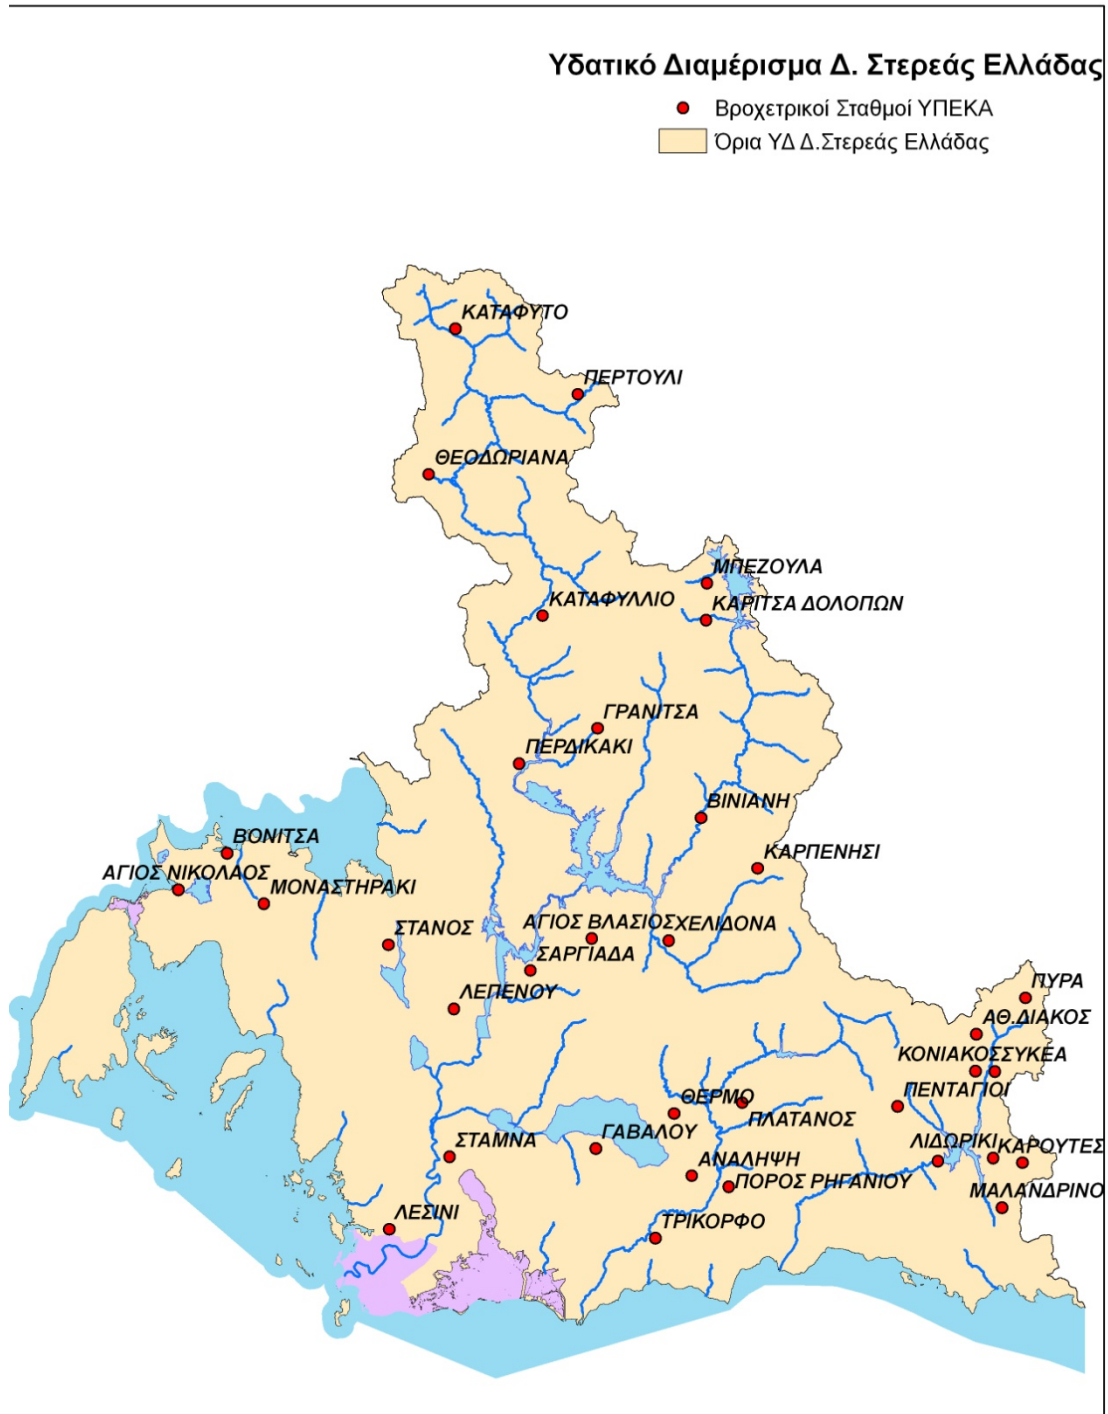 Υδατικό Διαμέρισμα Δ. Στερεάς Ελλάδας
Βροχετρικοί Σταθμοί ΥΠΕΚΑ
Όρια ΥΔ Δ.Στερεάς Ελλάδας
ΚΑΤΑΦΥΤΟ
ΠΕΡΤΟΥΛΙ
ΘΕΟΔΩΡΙΑΝΑ
ΜΠΕΖΟΥΛΑ
ΚΑΤΑΦΥΛΛΙΟ
ΚΑΡΙΤΣΑ ΔΟΛΟΠΩΝ
ΓΡΑΝΙΤΣΑ
ΠΕΡΔΙΚΑΚΙ
ΒΙΝΙΑΝΗ
ΒΟΝΙΤΣΑ
ΚΑΡΠΕΝΗΣΙ
ΑΓΙΟΣ ΝΙΚΟΛΑΟΣ
ΜΟΝΑΣΤΗΡΑΚΙ
ΑΓΙΟΣ ΒΛΑΣΙΟΣ
ΧΕΛΙΔΟΝΑ
ΣΤΑΝΟΣ
ΣΑΡΓΙΑΔΑ
ΠΥΡΑ
ΛΕΠΕΝΟΥ
ΑΘ.ΔΙΑΚΟΣ
ΚΟΝΙΑΚΟΣ
ΣΥΚΕΑ
ΠΕΝΤΑΓΙΟΙ
ΘΕΡΜΟ
ΠΛΑΤΑΝΟΣ
ΓΑΒΑΛΟΥ
ΣΤΑΜΝΑ
ΛΙΔΩΡΙΚΙ
ΚΑΡΟΥΤΕΣ
ΑΝΑΛΗΨΗ
ΠΟΡΟΣ ΡΗΓΑΝΙΟΥ
ΜΑΛΑΝΔΡΙΝΟ
ΛΕΣΙΝΙ
ΤΡΙΚΟΡΦΟ